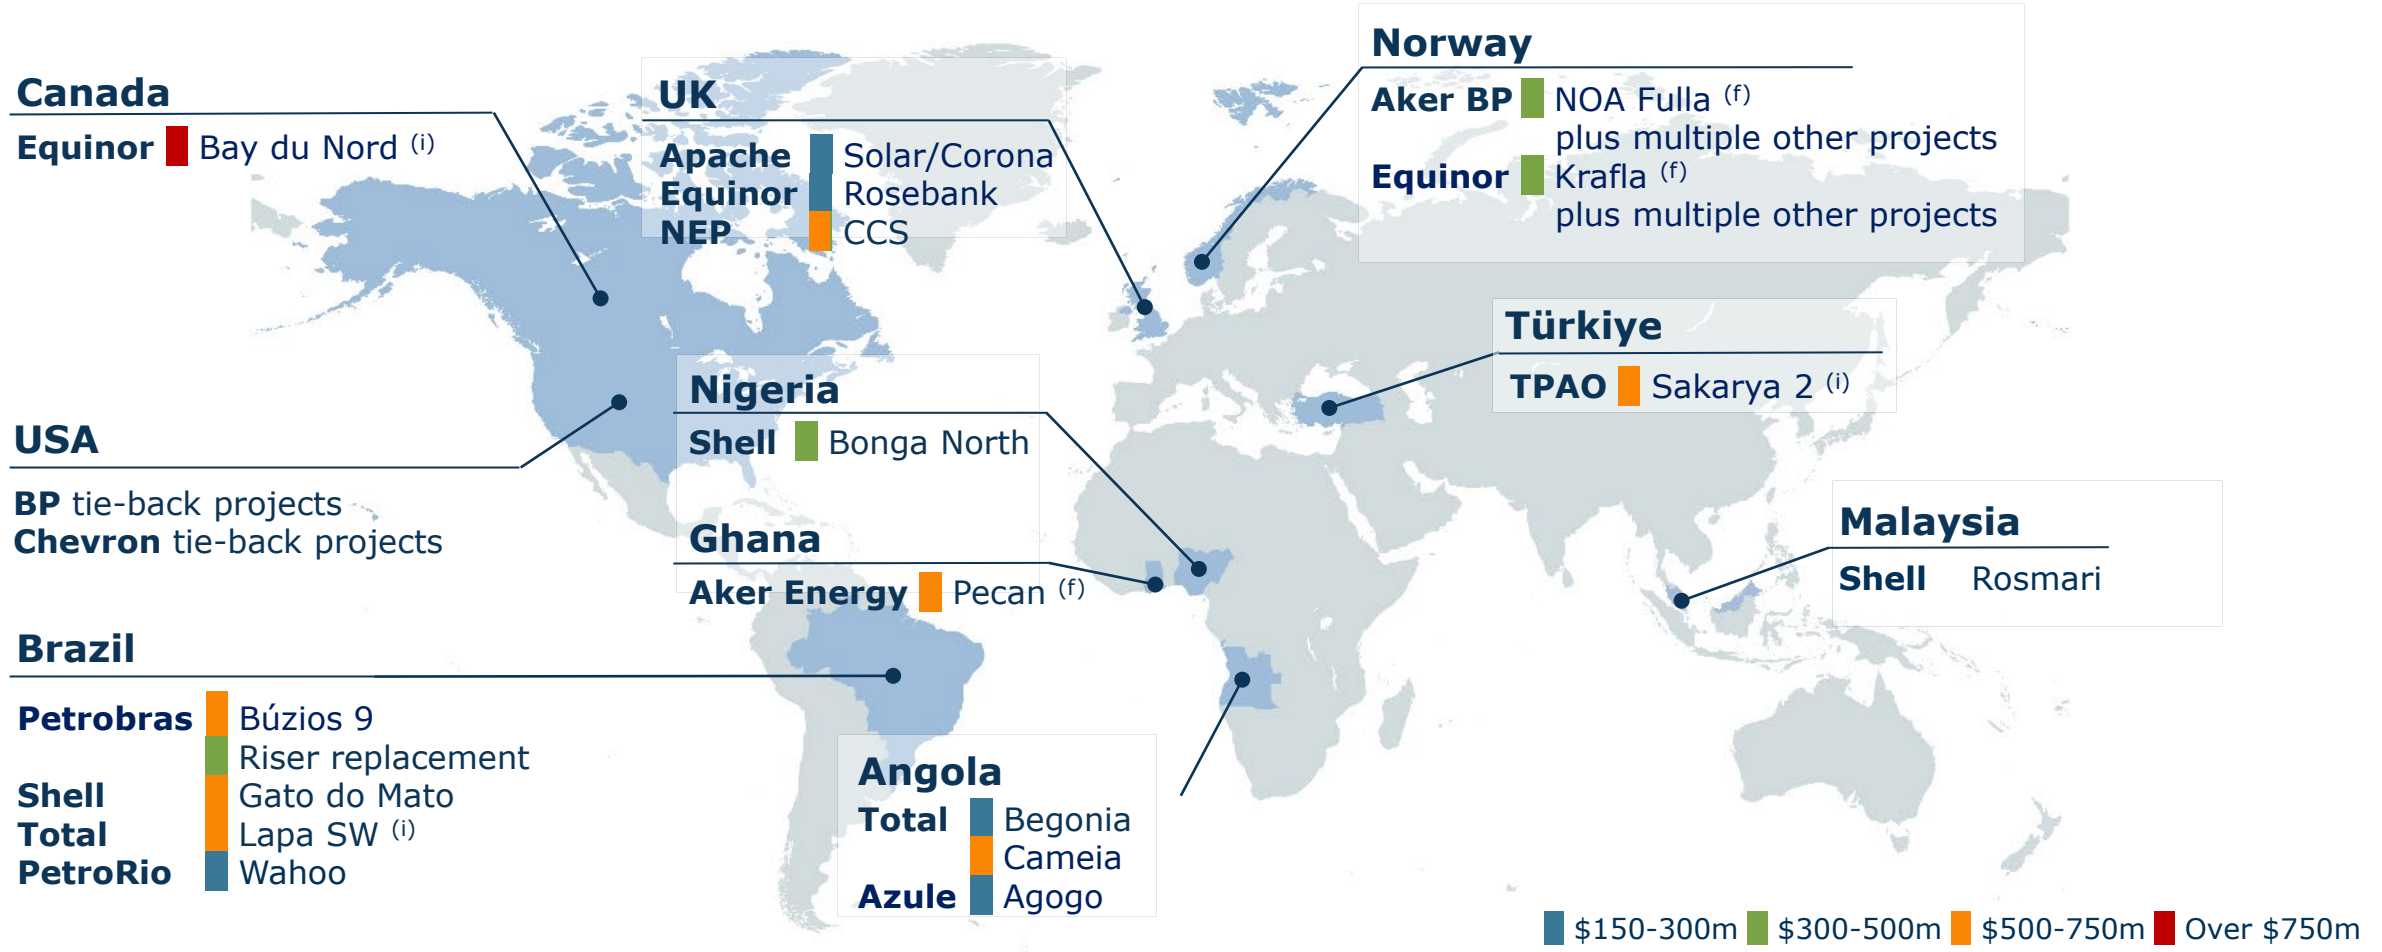 Canada
Equinor Bay du Nord (i)
UK
Apache Solar/Corona
Equinor Rosebank
NEP CCS
Norway
Aker BP NOA Fulla (f)
plus multiple other projects
Equinor Krafla (f)
plus multiple other projects
Türkiye
TPAO Sakarya 2 (i)
Nigeria
Shell Bonga North
USA
BP tie-back projects
Chevron tie-back projects
Ghana
Aker Energy Pecan (f)
Malaysia
Shell Rosmari
Brazil
Petrobras Búzios 9
Riser replacement
Shell Gato do Mato
Total Lapa SW (i)
PetroRio Wahoo
Angola
Total Begonia
Cameia
Azule Agogo
$150-300m $300-500m $500-750m Over $750m